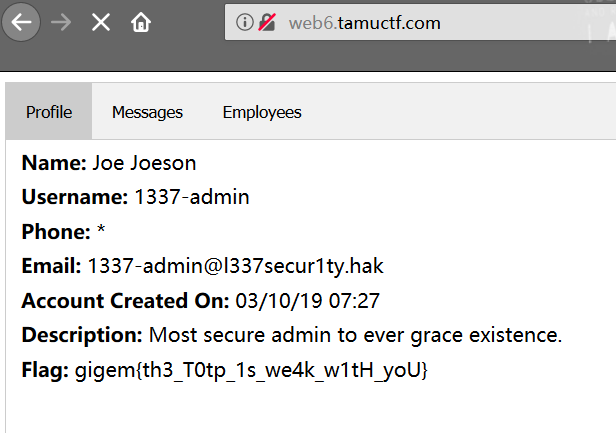 web6.tamuctf.com
Profile Messages Employees
Name: Joe Joeson
Username: 1337-admin
Phone: *
Email: 1337-admin@l337secur1ty.hak
Account Created On: 03/10/19 07:27
Description: Most secure admin to ever grace existence.
Flag: gigem{th3_T0tp_1s_we4k_w1tH_yoU}